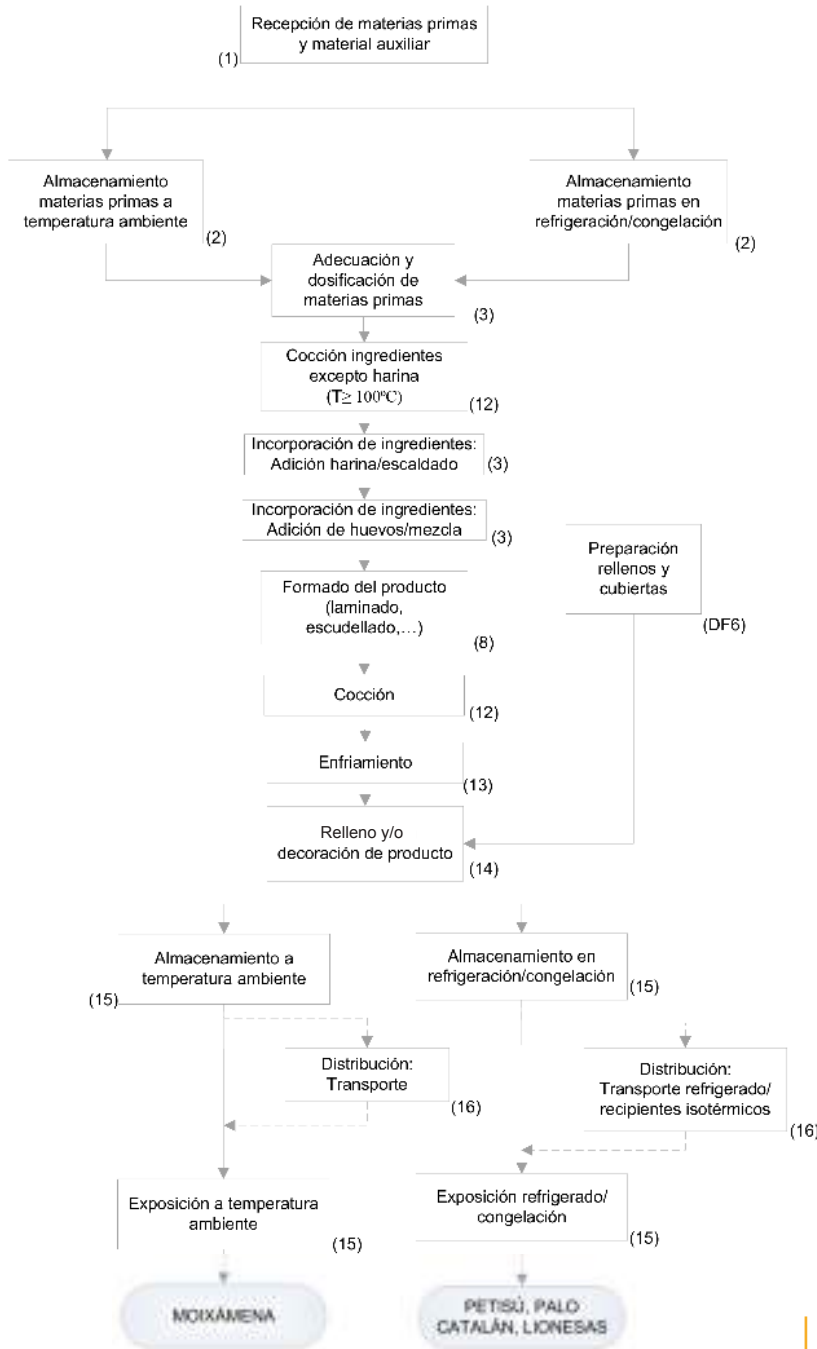 Recepción de materias primas
y material auxiliar
(1)
Almacenamiento
materias primas a
temperatura ambiente
(2)
Almacenamiento
materias primas en
refrigeración/congelación
(2)
Adecuación y
dosificación de
materias primas
(3)
Cocción ingredientes
excepto harina
(T≥ 100ºC)
(12)
Incorporación de ingredientes:
Adición harina/escaldado
(3)
Incorporación de ingredientes:
Adición de huevos/mezcla
(3)
Preparación
rellenos y
cubiertas
(DF6)
Formado del producto
(laminado,
escudellado,…)
(8)
Cocción
(12)
Enfriamiento
(13)
Relleno y/o
decoración de producto
(14)
Almacenamiento a
temperatura ambiente
(15)
Almacenamiento en
refrigeración/congelación
(15)
Distribución:
Transporte
(16)
Distribución:
Transporte refrigerado/
recipientes isotérmicos
(16)
Exposición a temperatura
ambiente
(15)
Exposición refrigerado/
congelación
(15)
MOIXÁMENA
PETISÚ, PALO
CATALÁN, LIONESAS